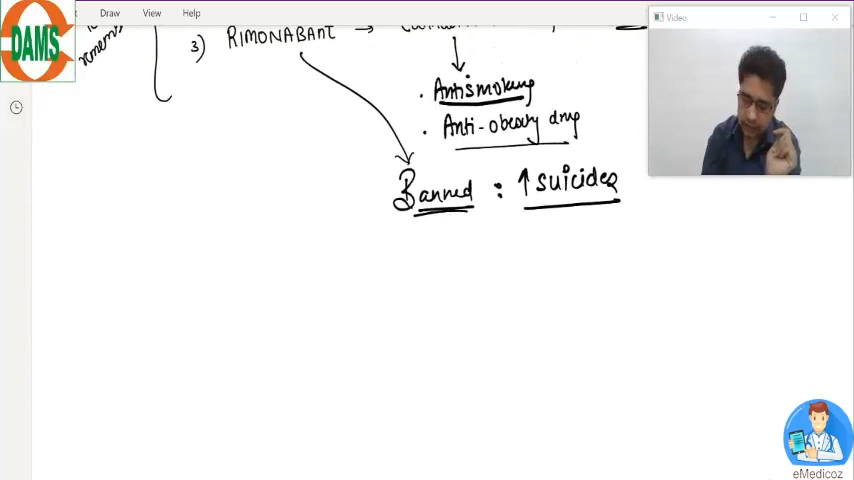 DAMS
Draw View Help
Video
3) RIMONABANT →
. Antismoking
. Anti-obesity drug
Banned : ↑ suicides
eMedicoz